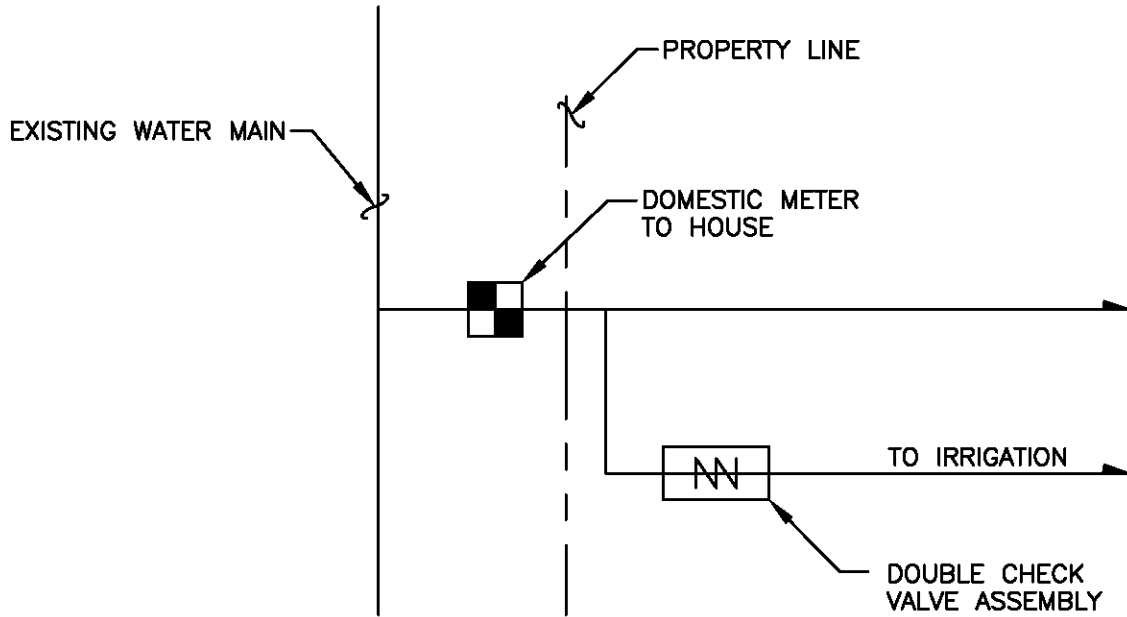 PROPERTY LINE
EXISTING WATER MAIN
DOMESTIC METER
TO HOUSE
TO IRRIGATION
DOUBLE CHECK
VALVE ASSEMBLY